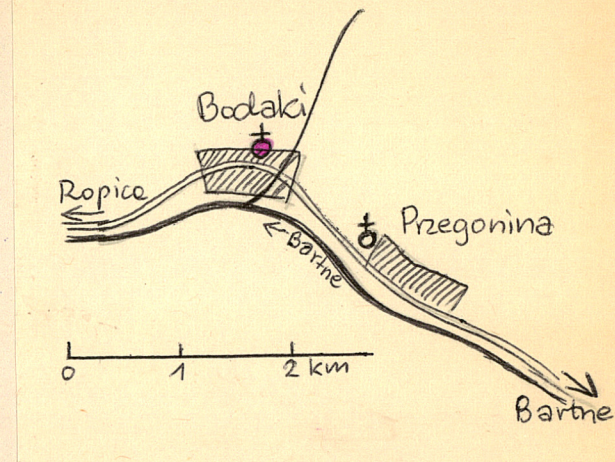 Bodaki
Ropica
Przegonina
← Bartne
0 1 2 km
Bartne